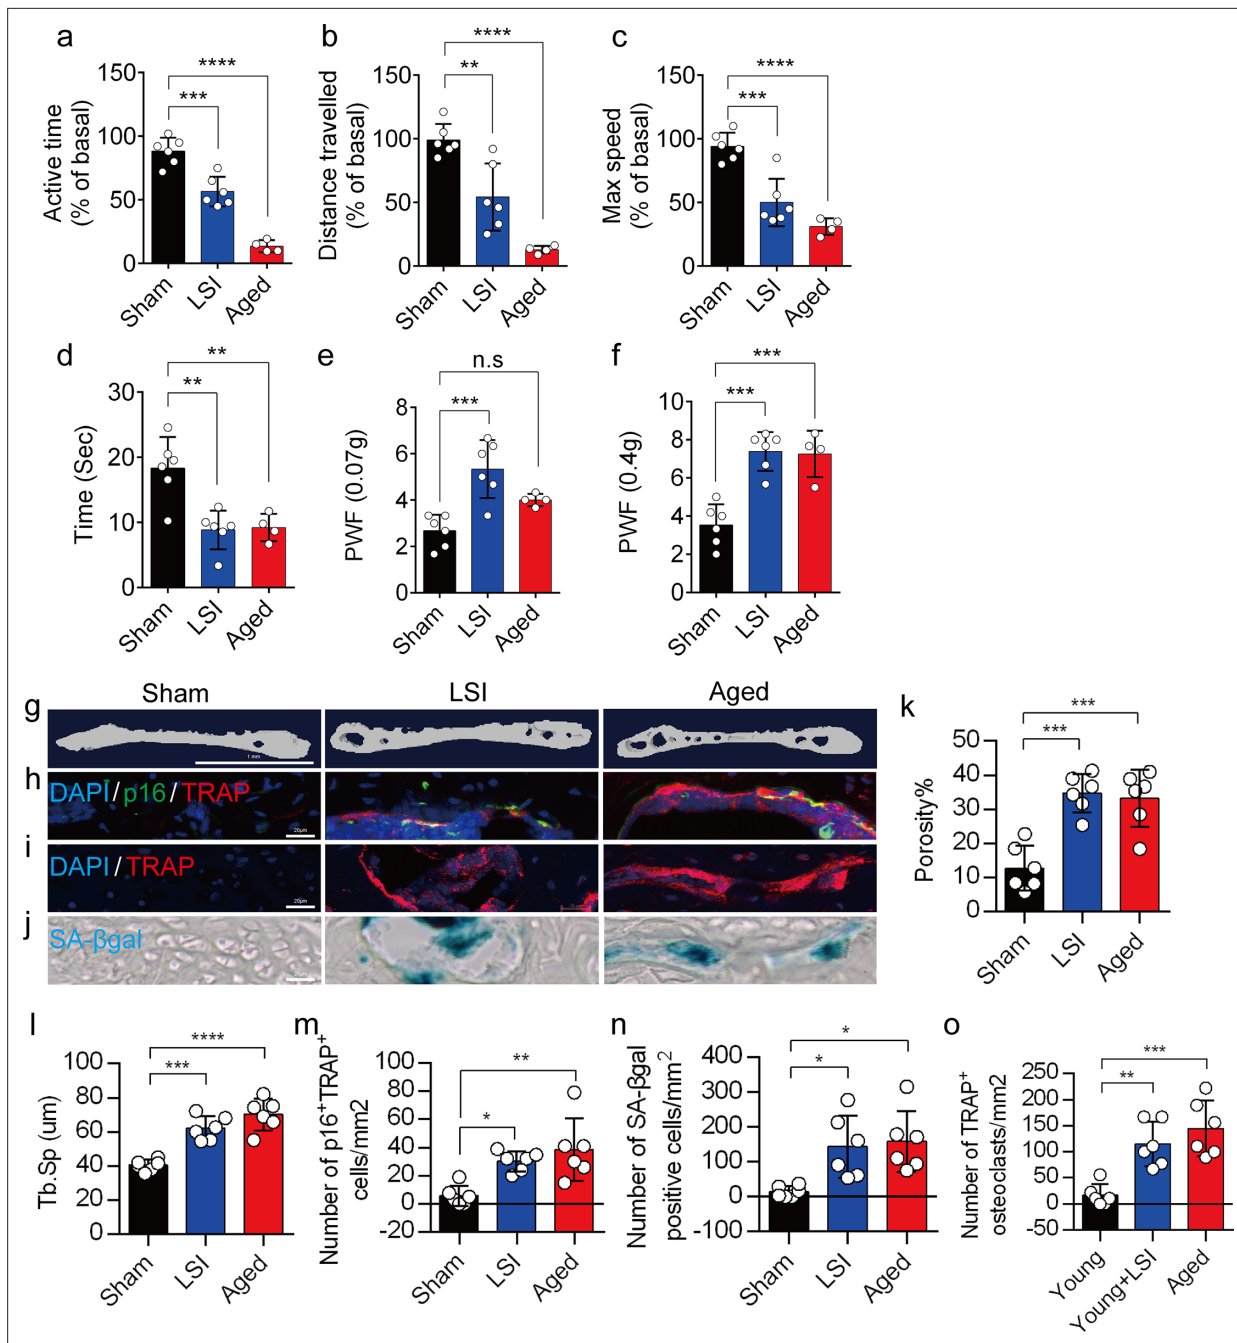 a
Active time
(% of basal)
150
100
50
0
***
****
Sham
LSI
Aged
b
Distance travelled
(% of basal)
150
100
50
0
**
****
Sham
LSI
Aged
c
Max speed
(% of basal)
150
100
50
0
***
****
Sham
LSI
Aged
d
Time (Sec)
30
20
10
0
**
**
Sham
LSI
Aged
e
PWF (0.07g)
8
6
4
2
0
***
n.s
Sham
LSI
Aged
f
PWF (0.4g)
10
8
6
4
2
0
***
***
Sham
LSI
Aged
Sham
LSI
Aged
g
1 mm
h
DAPI/p16/TRAP
20μm
i
DAPI/TRAP
20μm
j
SA-βgal
20μm
k
Porosity%
50
40
30
20
10
0
***
***
Sham
LSI
Aged
l
Tb.Sp (um)
100
80
60
40
20
0
***
****
Sham
LSI
Aged
m
Number of p16+TRAP+
cells/mm2
100
80
60
40
20
0
-20
*
**
Sham
LSI
Aged
n
Number of SA-βgal
positive cells/mm²
400
300
200
100
0
-100
*
*
Sham
LSI
Aged
o
Number of TRAP+
osteoclasts/mm2
250
200
150
100
50
0
-50
**
***
Young
Young+LSI
Aged